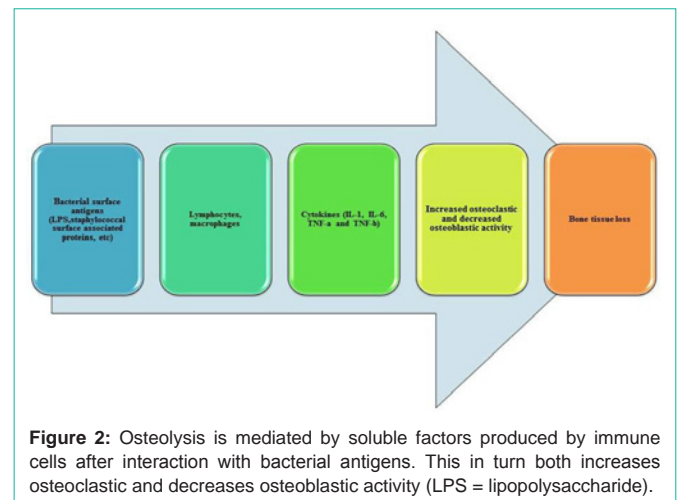 Bacterial surface
antigens
(LPS,staphylococcal
surface associated
proteins, etc)
Lymphocytes,
macrophages
Cytokines (IL-1, IL-6,
TNF-a and TNF-b)
Increased osteoclastic
and decreased
osteoblastic activity
Bone tissue loss
Figure 2: Osteolysis is mediated by soluble factors produced by immune
cells after interaction with bacterial antigens. This in turn both increases
osteoclastic and decreases osteoblastic activity (LPS = lipopolysaccharide).